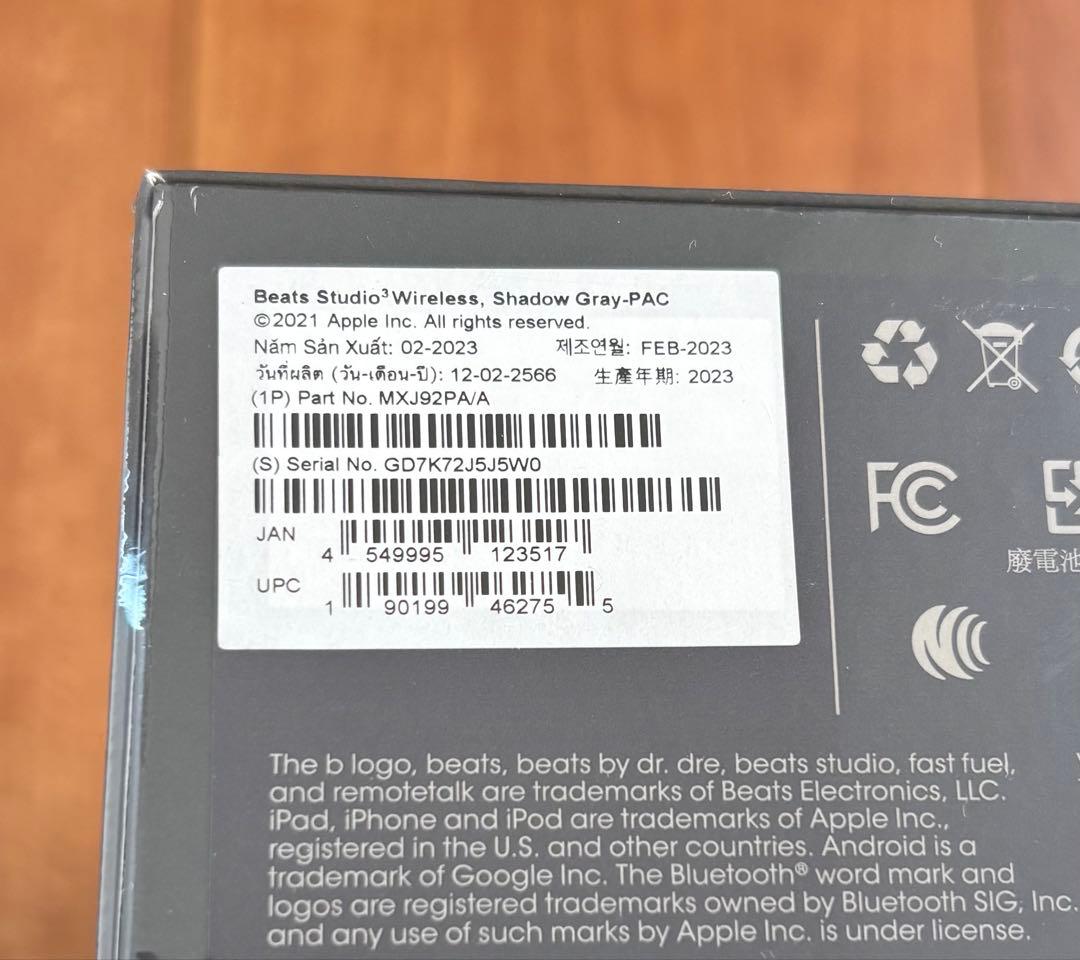 Beats Studio³ Wireless, Shadow Gray-PAC
©2021 Apple Inc. All rights reserved.
Năm Sản Xuất: 02-2023 제조연월: FEB-2023
วันที่ผลิต (วัน-เดือน-ปี): 12-02-2566 生產年期: 2023
(1P) Part No. MXJ92PA/A
(S) Serial No. GD7K72J5J5W0
JAN 4 549995 123517
UPC 1 90199 46275 5
FC
廢電池
The b logo, beats, beats by dr. dre, beats studio, fast fuel,
and remotetalk are trademarks of Beats Electronics, LLC.
iPad, iPhone and iPod are trademarks of Apple Inc.,
registered in the U.S. and other countries. Android is a
trademark of Google Inc. The Bluetooth® word mark and
logos are registered trademarks owned by Bluetooth SIG, Inc.
and any use of such marks by Apple Inc. is under license.